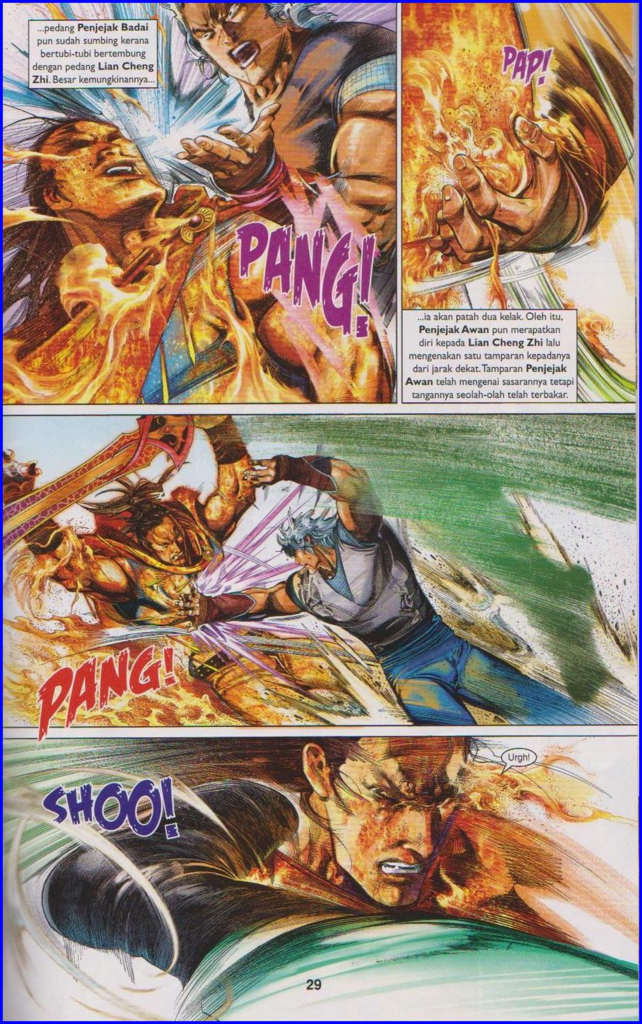 ...pedang Penjejak Badai
pun sudah sumbing kerana
bertubi-tubi bertembung
dengan pedang Lian Cheng
Zhi. Besar kemungkinannya...
PANG!
PAP!
...ia akan patah dua kelak. Oleh itu,
Penjejak Awan pun merapatkan
diri kepada Lian Cheng Zhi lalu
mengenakan satu tamparan kepadanya
dari jarak dekat. Tamparan Penjejak
Awan telah mengenai sasarannya tetapi
tangannya seolah-olah telah terbakar.
PANG!
SHOO!
Urgh!
29